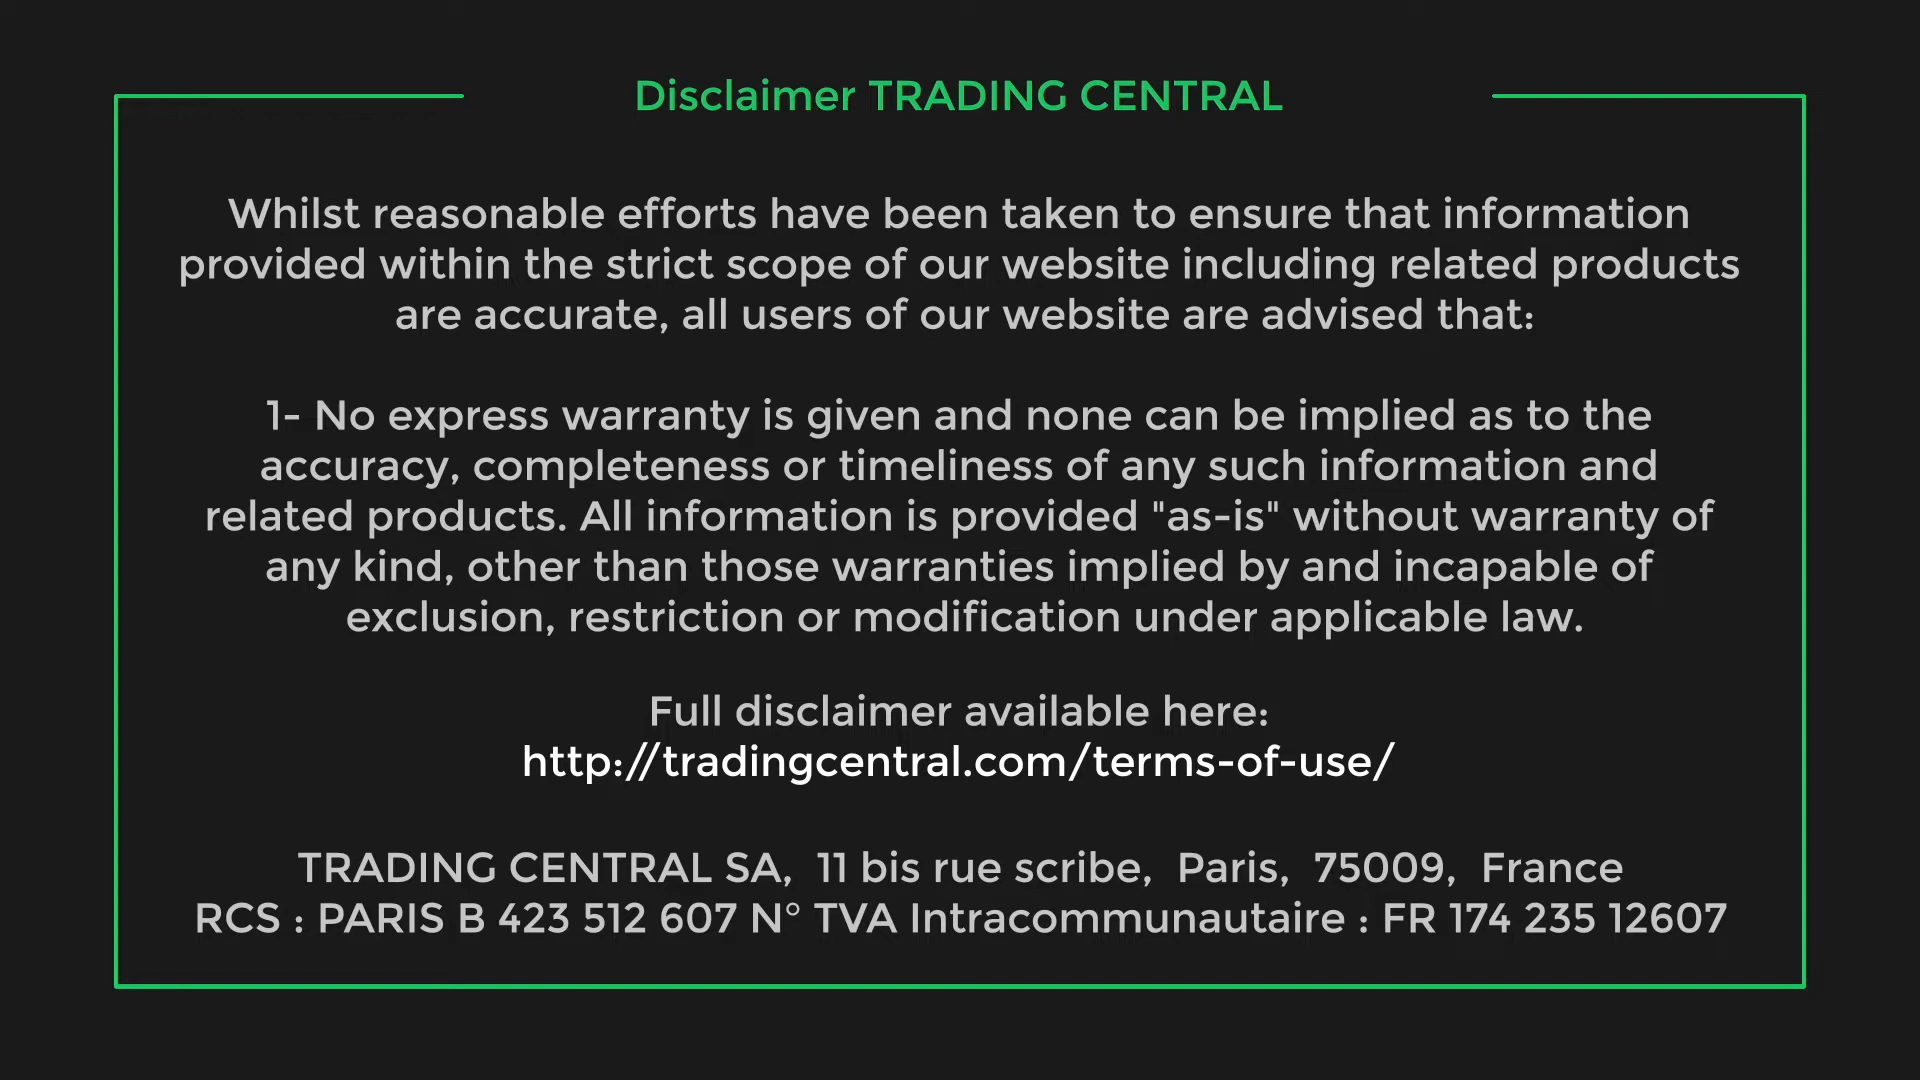 Disclaimer TRADING CENTRAL
Whilst reasonable efforts have been taken to ensure that information
provided within the strict scope of our website including related products
are accurate, all users of our website are advised that:
1- No express warranty is given and none can be implied as to the
accuracy, completeness or timeliness of any such information and
related products. All information is provided "as-is" without warranty of
any kind, other than those warranties implied by and incapable of
exclusion, restriction or modification under applicable law.
Full disclaimer available here:
http://tradingcentral.com/terms-of-use/
TRADING CENTRAL SA, 11 bis rue scribe, Paris, 75009, France
RCS : PARIS B 423 512 607 N° TVA Intracommunautaire : FR 174 235 12607